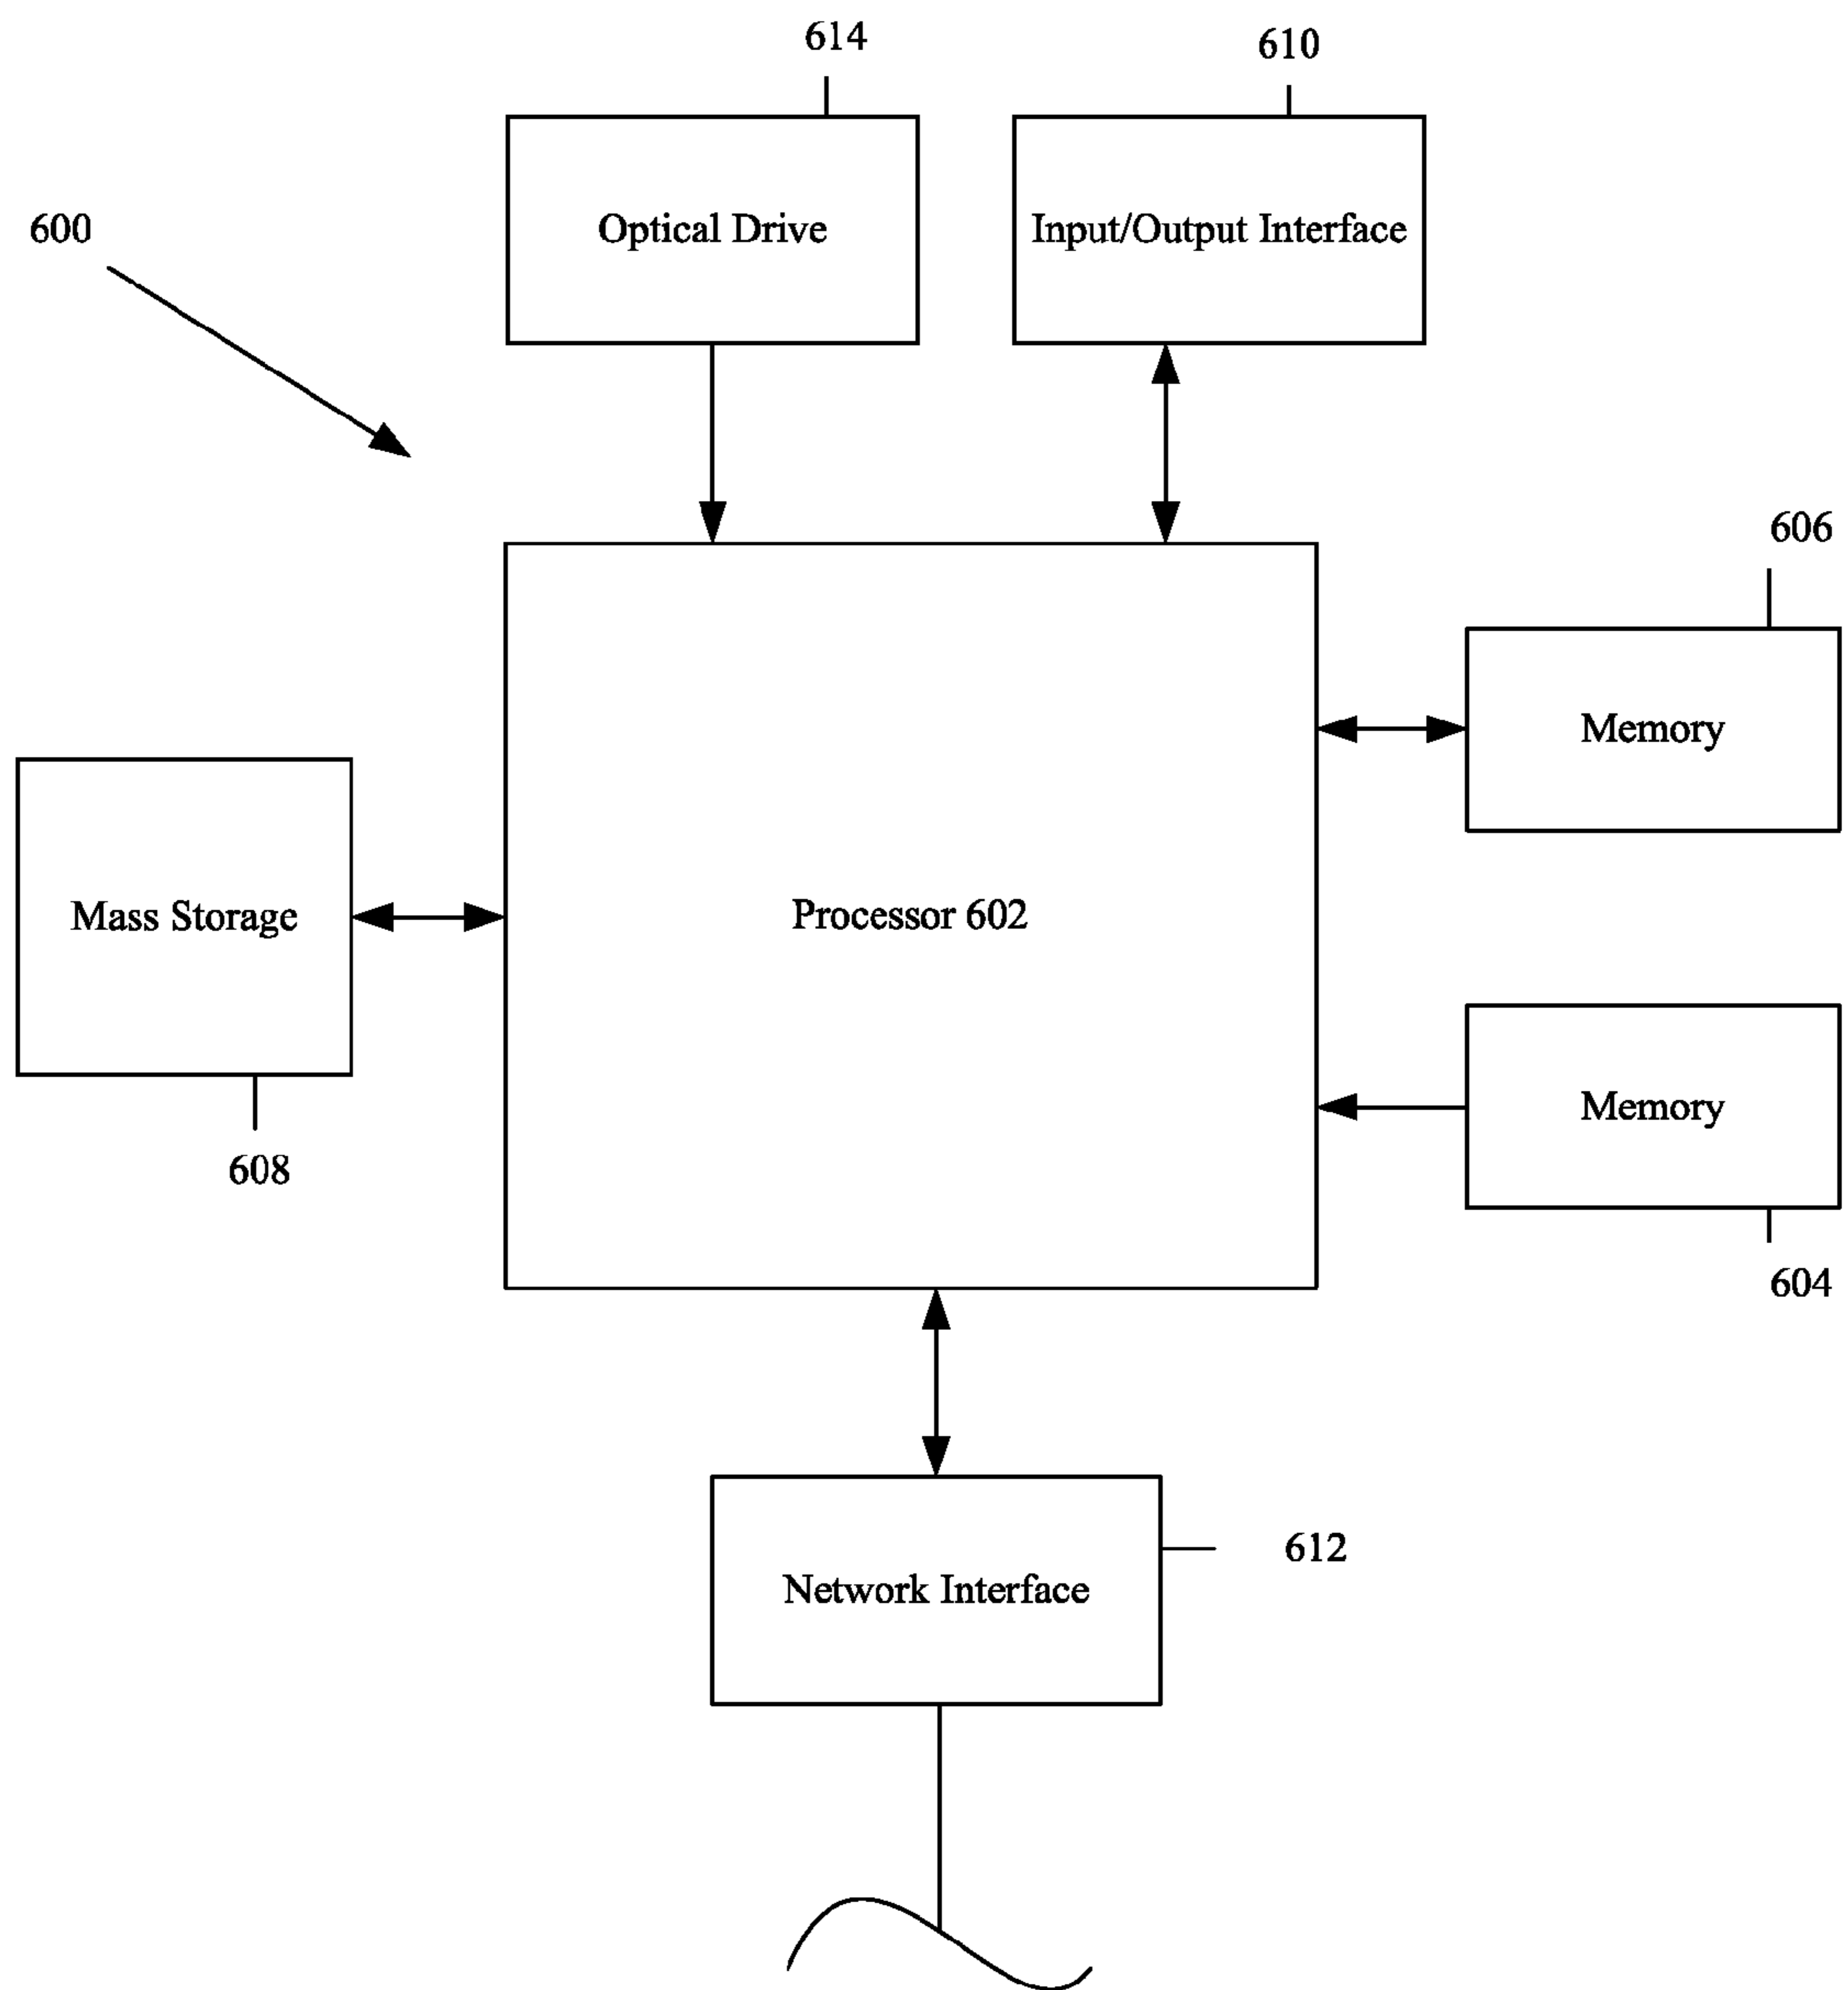 614
610
600
Optical Drive
Input/Output Interface
606
Memory
Mass Storage
Processor 602
Memory
608
604
612
Network Interface